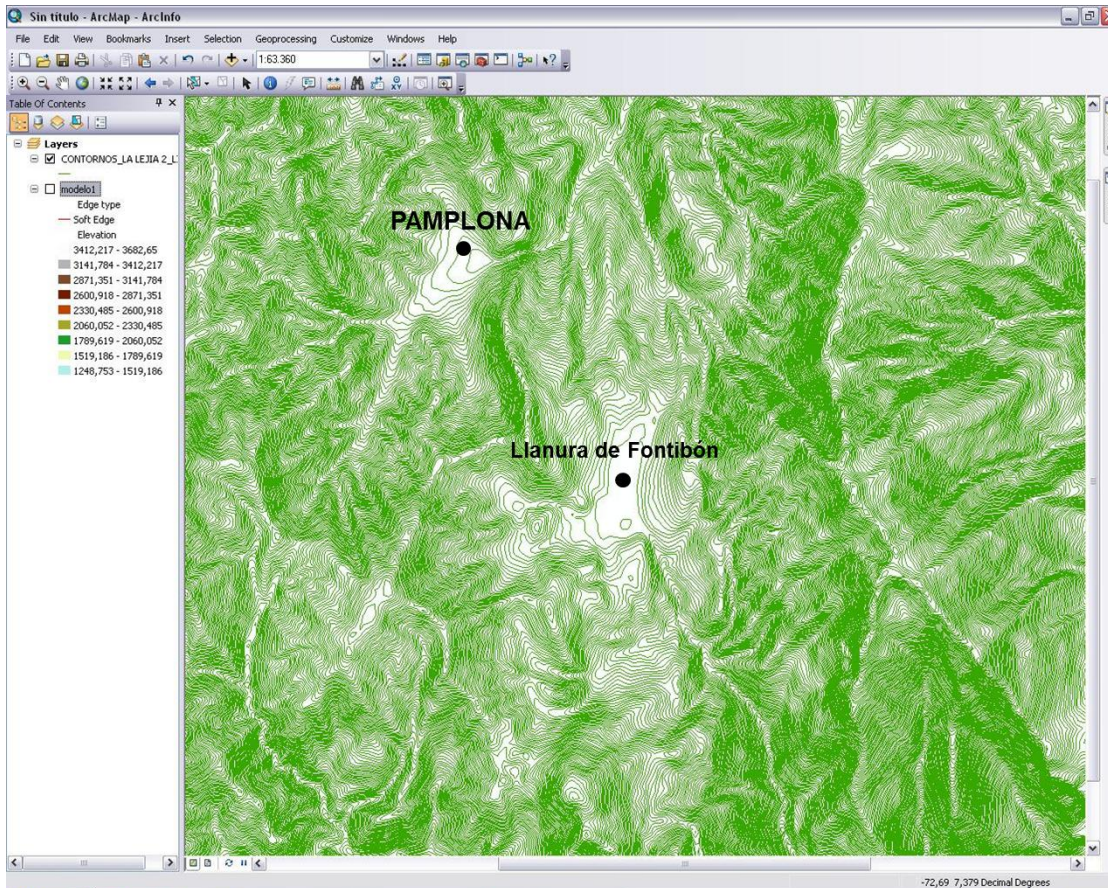 Sin título - ArcMap - ArcInfo
File Edit View Bookmarks Insert Selection Geoprocessing Customize Windows Help
1:63.360
Table Of Contents
Layers
CONTORNOS_LA LEJIA 2_L
modelo1
Edge type
Soft Edge
Elevation
3412,217 - 3682,65
3141,784 - 3412,217
2871,351 - 3141,784
2600,918 - 2871,351
2330,485 - 2600,918
2060,052 - 2330,485
1789,619 - 2060,052
1519,186 - 1789,619
1248,753 - 1519,186
PAMPLONA
Llanura de Fontibón
-72,69 7,379 Decimal Degrees